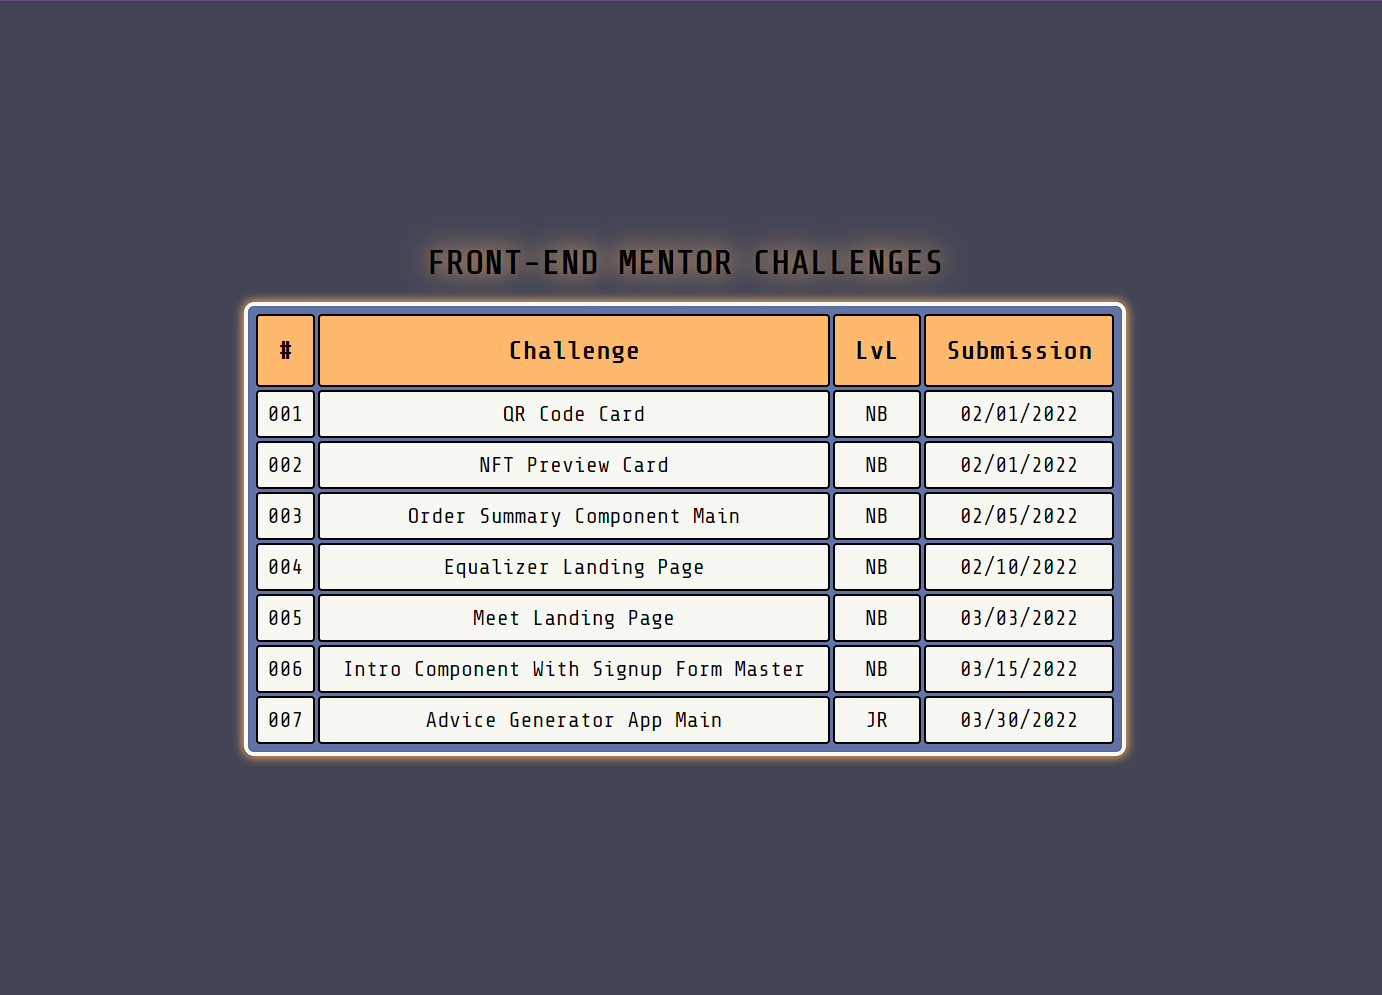 FRONT-END MENTOR CHALLENGES
# Challenge LvL Submission
001 QR Code Card NB 02/01/2022
002 NFT Preview Card NB 02/01/2022
003 Order Summary Component Main NB 02/05/2022
004 Equalizer Landing Page NB 02/10/2022
005 Meet Landing Page NB 03/03/2022
006 Intro Component With Signup Form Master NB 03/15/2022
007 Advice Generator App Main JR 03/30/2022